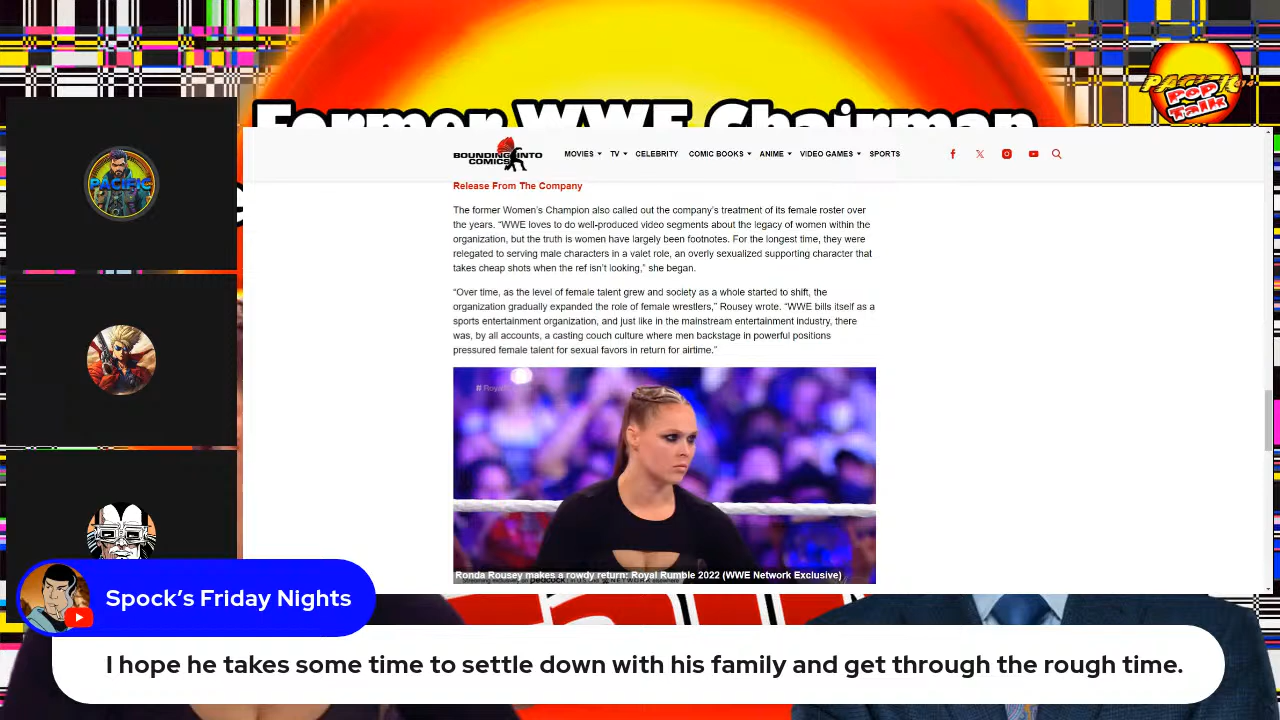 Former WWE Chairman
PACIFIC
Pop
Talk
BOUNDING INTO
COMICS
MOVIES TV CELEBRITY COMIC BOOKS ANIME VIDEO GAMES SPORTS
Release From The Company
The former Women’s Champion also called out the company’s treatment of its female roster over
the years. “WWE loves to do well-produced video segments about the legacy of women within the
organization, but the truth is women have largely been footnotes. For the longest time, they were
relegated to serving male characters in a valet role, an overly sexualized supporting character that
takes cheap shots when the ref isn’t looking,” she began.
“Over time, as the level of female talent grew and society as a whole started to shift, the
organization gradually expanded the role of female wrestlers,” Rousey wrote. “WWE bills itself as a
sports entertainment organization, and just like in the mainstream entertainment industry, there
was, by all accounts, a casting couch culture where men backstage in powerful positions
pressured female talent for sexual favors in return for airtime.”
PACIFIC
Ronda Rousey makes a rowdy return: Royal Rumble 2022 (WWE Network Exclusive)
Spock’s Friday Nights
I hope he takes some time to settle down with his family and get through the rough time.